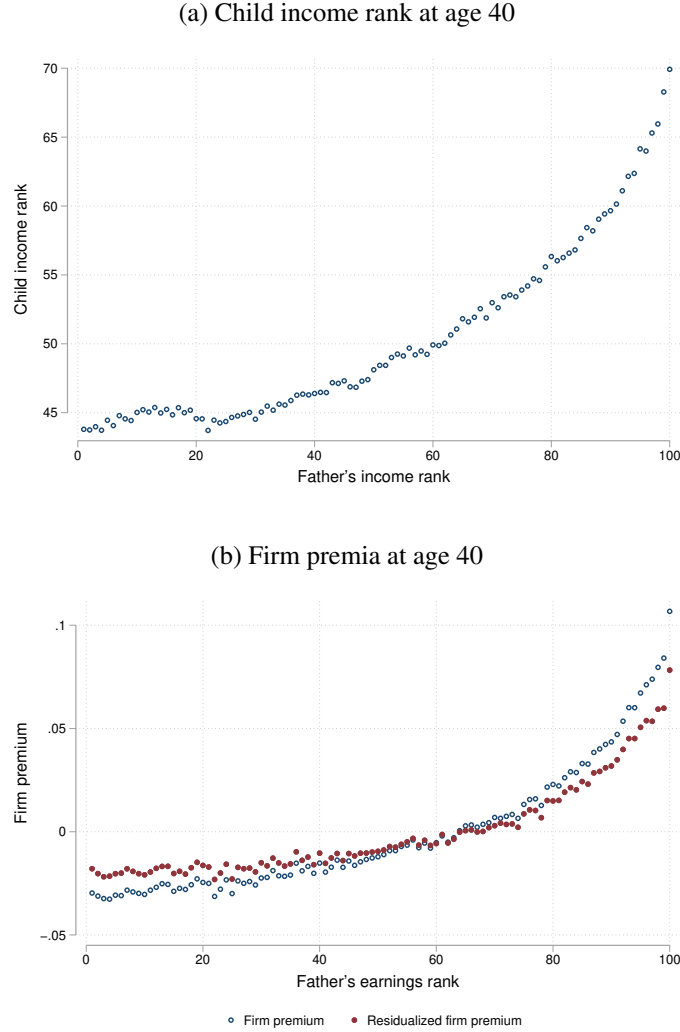 (a) Child income rank at age 40
70
65
60
55
50
45
Child income rank
0 20 40 60 80 100
Father's income rank
(b) Firm premia at age 40
.1
.05
0
−.05
Firm premium
0 20 40 60 80 100
Father's earnings rank
Firm premium Residualized firm premium